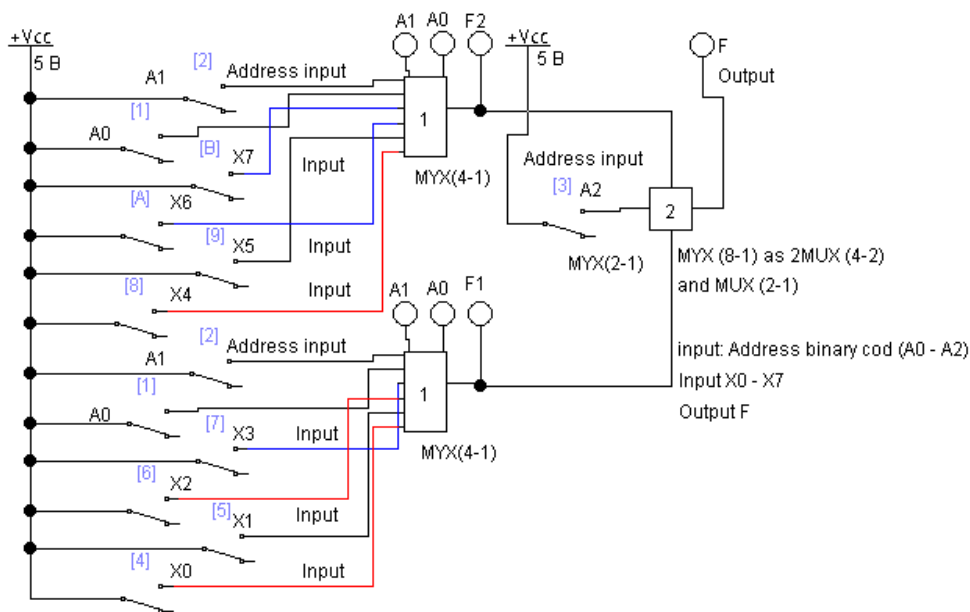 A1 A0 F2
+Vcc
5 B
+Vcc
5 B
F
Output
[2] Address input
A1
[1]
A0
[B]
X7
Input
1
MYX(4-1)
Address input
[3] A2
2
MYX(2-1)
[A]
X6
[9]
X5 Input
[8]
X4 Input
MYX (8-1) as 2MUX (4-2)
and MUX (2-1)
A1 A0 F1
[2] Address input
A1
[1]
A0
[7]
X3 Input
1
MYX(4-1)
input: Address binary cod (A0 - A2)
Input X0 - X7
Output F
[6]
X2
[5] X1 Input
[4]
X0 Input